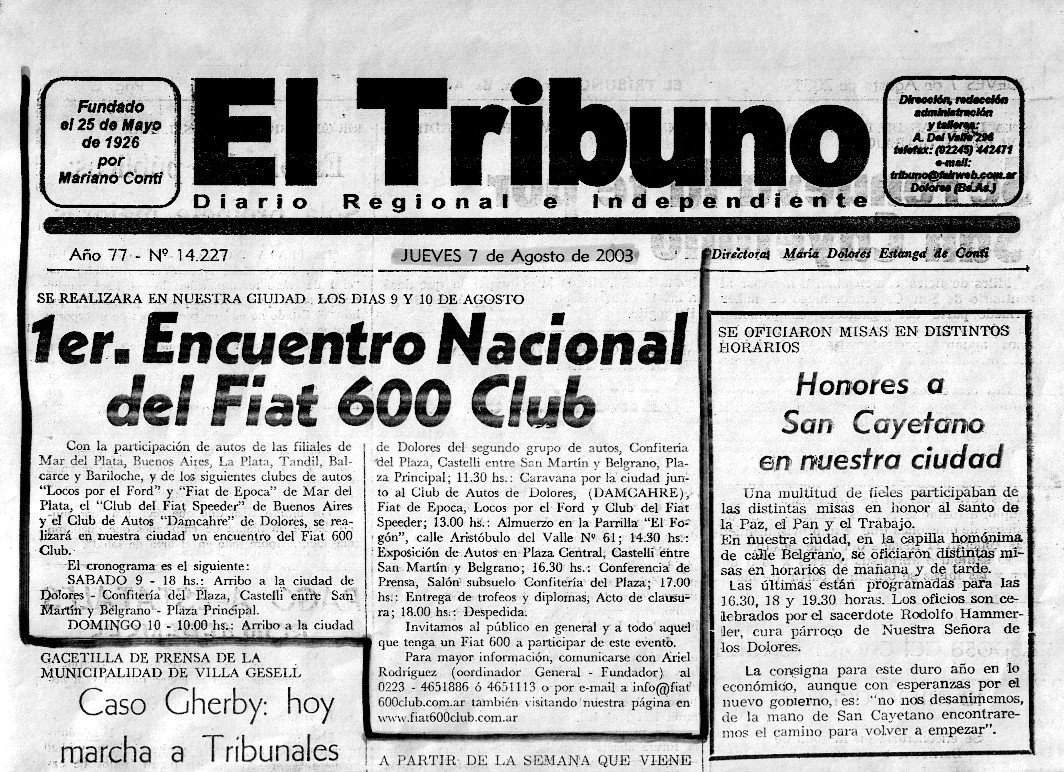 Fundado
el 25 de Mayo
de 1926
por
Mariano Conti
El Tribuno
Diario Regional e Independiente
Dirección, redacción
administración
y talleres:
A. Del Valle 296
telefax: (02245) 442471
e-mail:
tribuno@fairweb.com.ar
Dolores (Bs.As.)
Año 77 - Nº 14.227
JUEVES 7 de Agosto de 2003
Directora: María Dolores Estanga de Conti
SE REALIZARA EN NUESTRA CIUDAD LOS DIAS 9 Y 10 DE AGOSTO
1er. Encuentro Nacional
del Fiat 600 Club
Con la participación de autos de las filiales de
Mar del Plata, Buenos Aires, La Plata, Tandil, Bal-
carce y Bariloche, y de los siguientes clubes de autos
"Locos por el Ford" y "Fiat de Epoca" de Mar del
Plata, el "Club del Fiat Speeder" de Buenos Aires
y el Club de Autos "Damcahre" de Dolores, se rea-
lizará en nuestra ciudad un encuentro del Fiat 600
Club.
El cronograma es el siguiente:
SABADO 9 - 18 hs.: Arribo a la ciudad de
Dolores - Confitería del Plaza, Castelli entre San
Martín y Belgrano - Plaza Principal.
DOMINGO 10 - 10.00 hs.: Arribo a la ciudad
de Dolores del segundo grupo de autos, Confitería
del Plaza, Castelli entre San Martín y Belgrano, Pla-
za Principal; 11.30 hs.: Caravana por la ciudad jun-
to al Club de Autos de Dolores, (DAMCAHRE),
Fiat de Epoca, Locos por el Ford y Club del Fiat
Speeder; 13.00 hs.: Almuerzo en la Parrilla "El Fo-
gón", calle Aristóbulo del Valle Nº 61; 14.30 hs.:
Exposición de Autos en Plaza Central, Castelli entre
San Martín y Belgrano; 16.30 hs.: Conferencia de
Prensa, Salón subsuelo Confitería del Plaza; 17.00
hs.: Entrega de trofeos y diplomas, Acto de clausu-
ra; 18.00 hs.: Despedida.
Invitamos al público en general y a todo aquel
que tenga un Fiat 600 a participar de este evento.
Para mayor información, comunicarse con Ariel
Rodríguez (cordinador General - Fundador) al
0223 - 4651886 ó 4651113 o por e-mail a info@fiat
600club.com.ar también visitando nuestra página en
www.fiat600club.com.ar
SE OFICIARON MISAS EN DISTINTOS
HORARIOS
Honores a
San Cayetano
en nuestra ciudad
Una multitud de fieles participaban de
las distintas misas en honor al santo de
la Paz, el Pan y el Trabajo.
En nuestra ciudad, en la capilla homónima
de calle Belgrano, se oficiaron distintas mi-
sas en horarios de mañana y de tarde.
Las últimas están programadas para las
16.30, 18 y 19.30 horas. Los oficios son ce-
lebrados por el sacerdote Rodolfo Hammer-
ler, cura párroco de Nuestra Señora de
los Dolores.
La consigna para este duro año en lo
económico, aunque con esperanzas por el
nuevo gobierno, es: "no nos desanimemos,
de la mano de San Cayetano encontrare-
mos el camino para volver a empezar".
GACETILLA DE PRENSA DE LA
MUNICIPALIDAD DE VILLA GESELL
Caso Gherby: hoy
marcha a Tribunales
A PARTIR DE LA SEMANA QUE VIENE